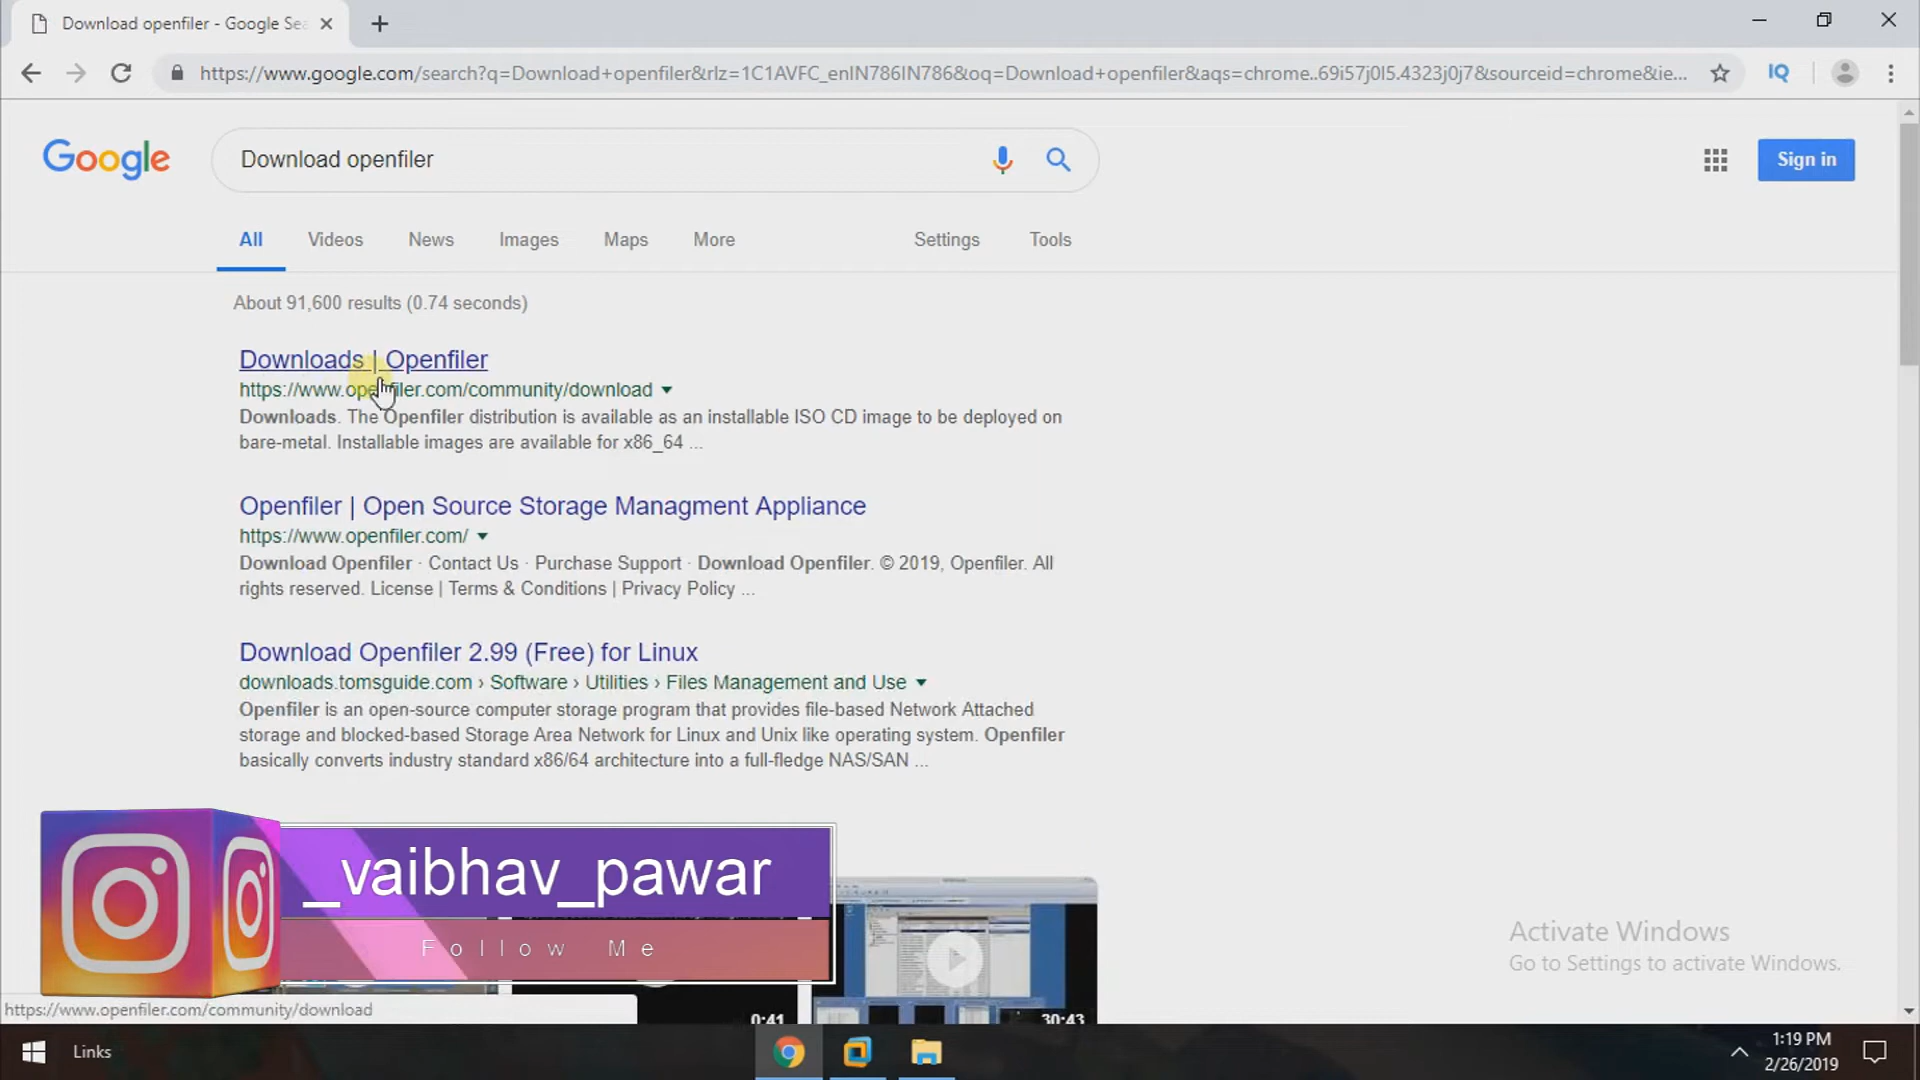 Download openfiler - Google Sea
https://www.google.com/search?q=Download+openfiler&rlz=1C1AVFC_enIN786IN786&oq=Download+openfiler&aqs=chrome..69i57j0l5.4323j0j7&sourceid=chrome&ie...
IQ
Google
Download openfiler
Sign in
All
Videos
News
Images
Maps
More
Settings
Tools
About 91,600 results (0.74 seconds)
Downloads | Openfiler
https://www.openfiler.com/community/download
Downloads. The Openfiler distribution is available as an installable ISO CD image to be deployed on
bare-metal. Installable images are available for x86_64 ...
Openfiler | Open Source Storage Managment Appliance
https://www.openfiler.com/
Download Openfiler · Contact Us · Purchase Support · Download Openfiler. © 2019, Openfiler. All
rights reserved. License | Terms & Conditions | Privacy Policy ...
Download Openfiler 2.99 (Free) for Linux
downloads.tomsguide.com › Software › Utilities › Files Management and Use
Openfiler is an open-source computer storage program that provides file-based Network Attached
storage and blocked-based Storage Area Network for Linux and Unix like operating system. Openfiler
basically converts industry standard x86/64 architecture into a full-fledge NAS/SAN ...
_vaibhav_pawar
Follow Me
Activate Windows
Go to Settings to activate Windows.
https://www.openfiler.com/community/download
0:41
30:43
Links
1:19 PM
2/26/2019